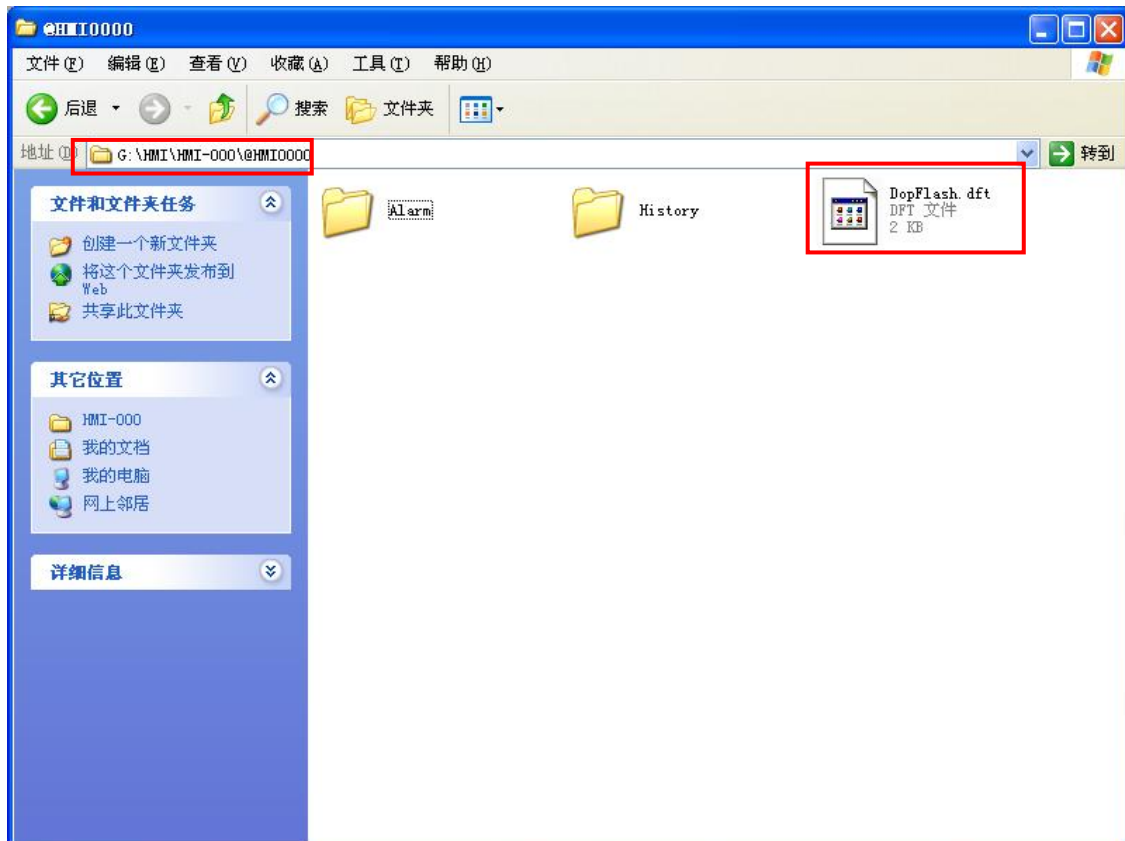 @HMI0000
文件(F) 编辑(E) 查看(V) 收藏(A) 工具(T) 帮助(H)
后退 搜索 文件夹
地址(D) G:\HMI\HMI-000\@HMI0000 转到
文件和文件夹任务
创建一个新文件夹
将这个文件夹发布到
Web
共享此文件夹
其它位置
HMI-000
我的文档
我的电脑
网上邻居
详细信息
Alarm
History
DopFlash.dft
DFT 文件
2 KB